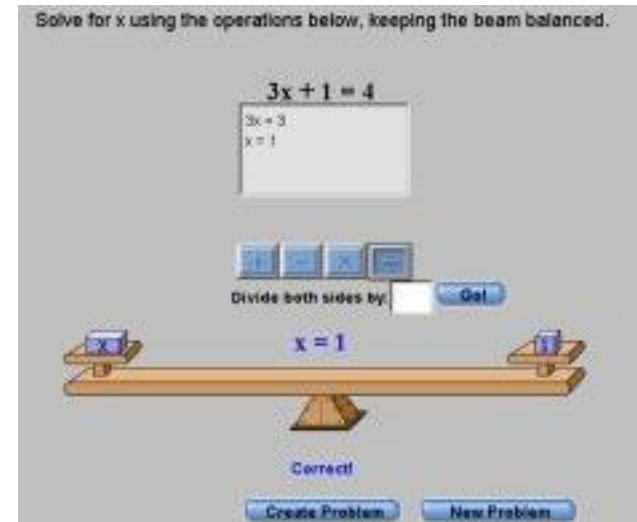 Solve for x using the operations below, keeping the beam balanced.
3x + 1 = 4
3x = 3
x = 1
+ - x ÷
Divide both sides by: Go!
x = 1
x 1
Correct!
Create Problem New Problem